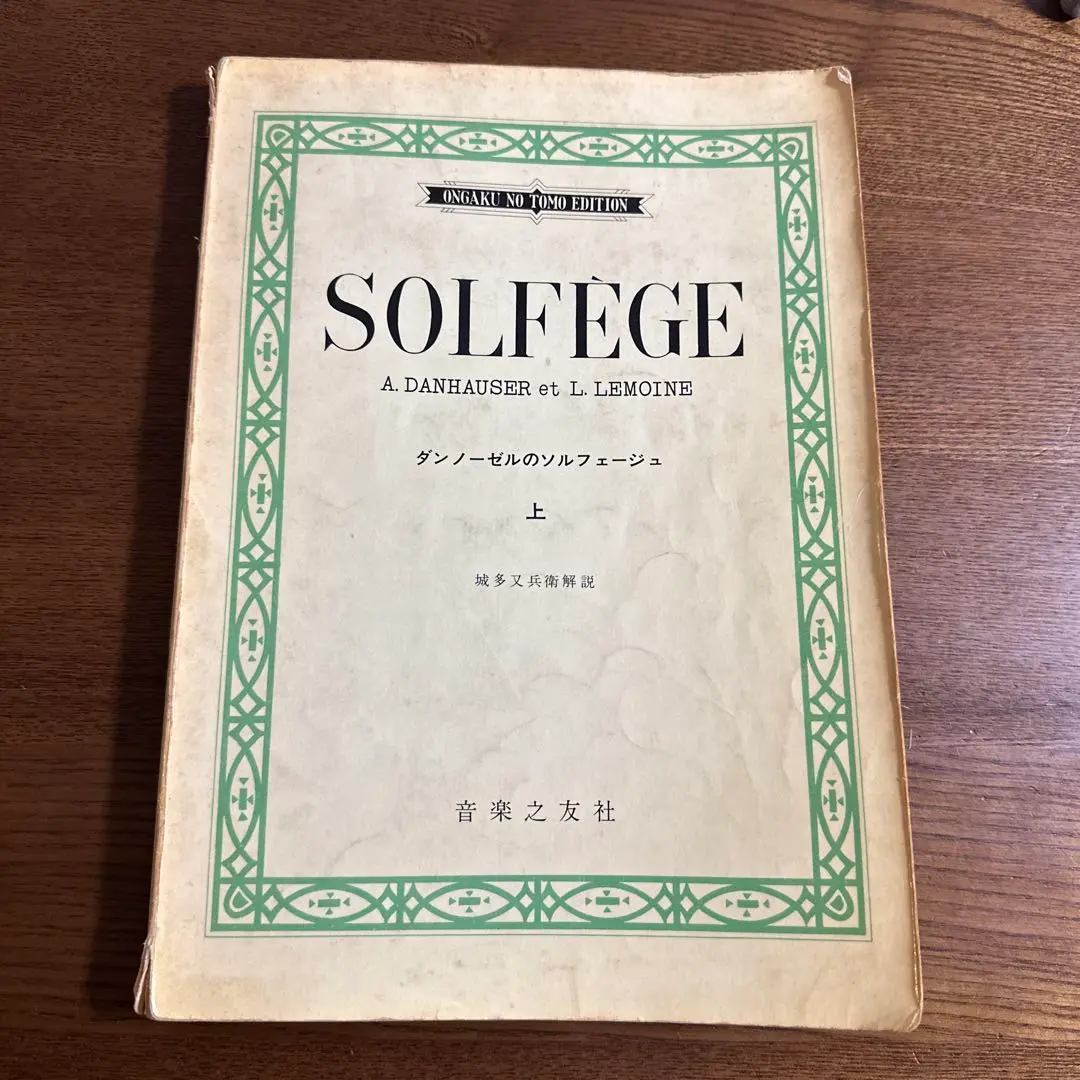 ONGAKU NO TOMO EDITION
SOLFÈGE
A. DANHAUSER et L. LEMOINE
ダンノーゼルのソルフェージュ
上
城多又兵衛解説
音楽之友社